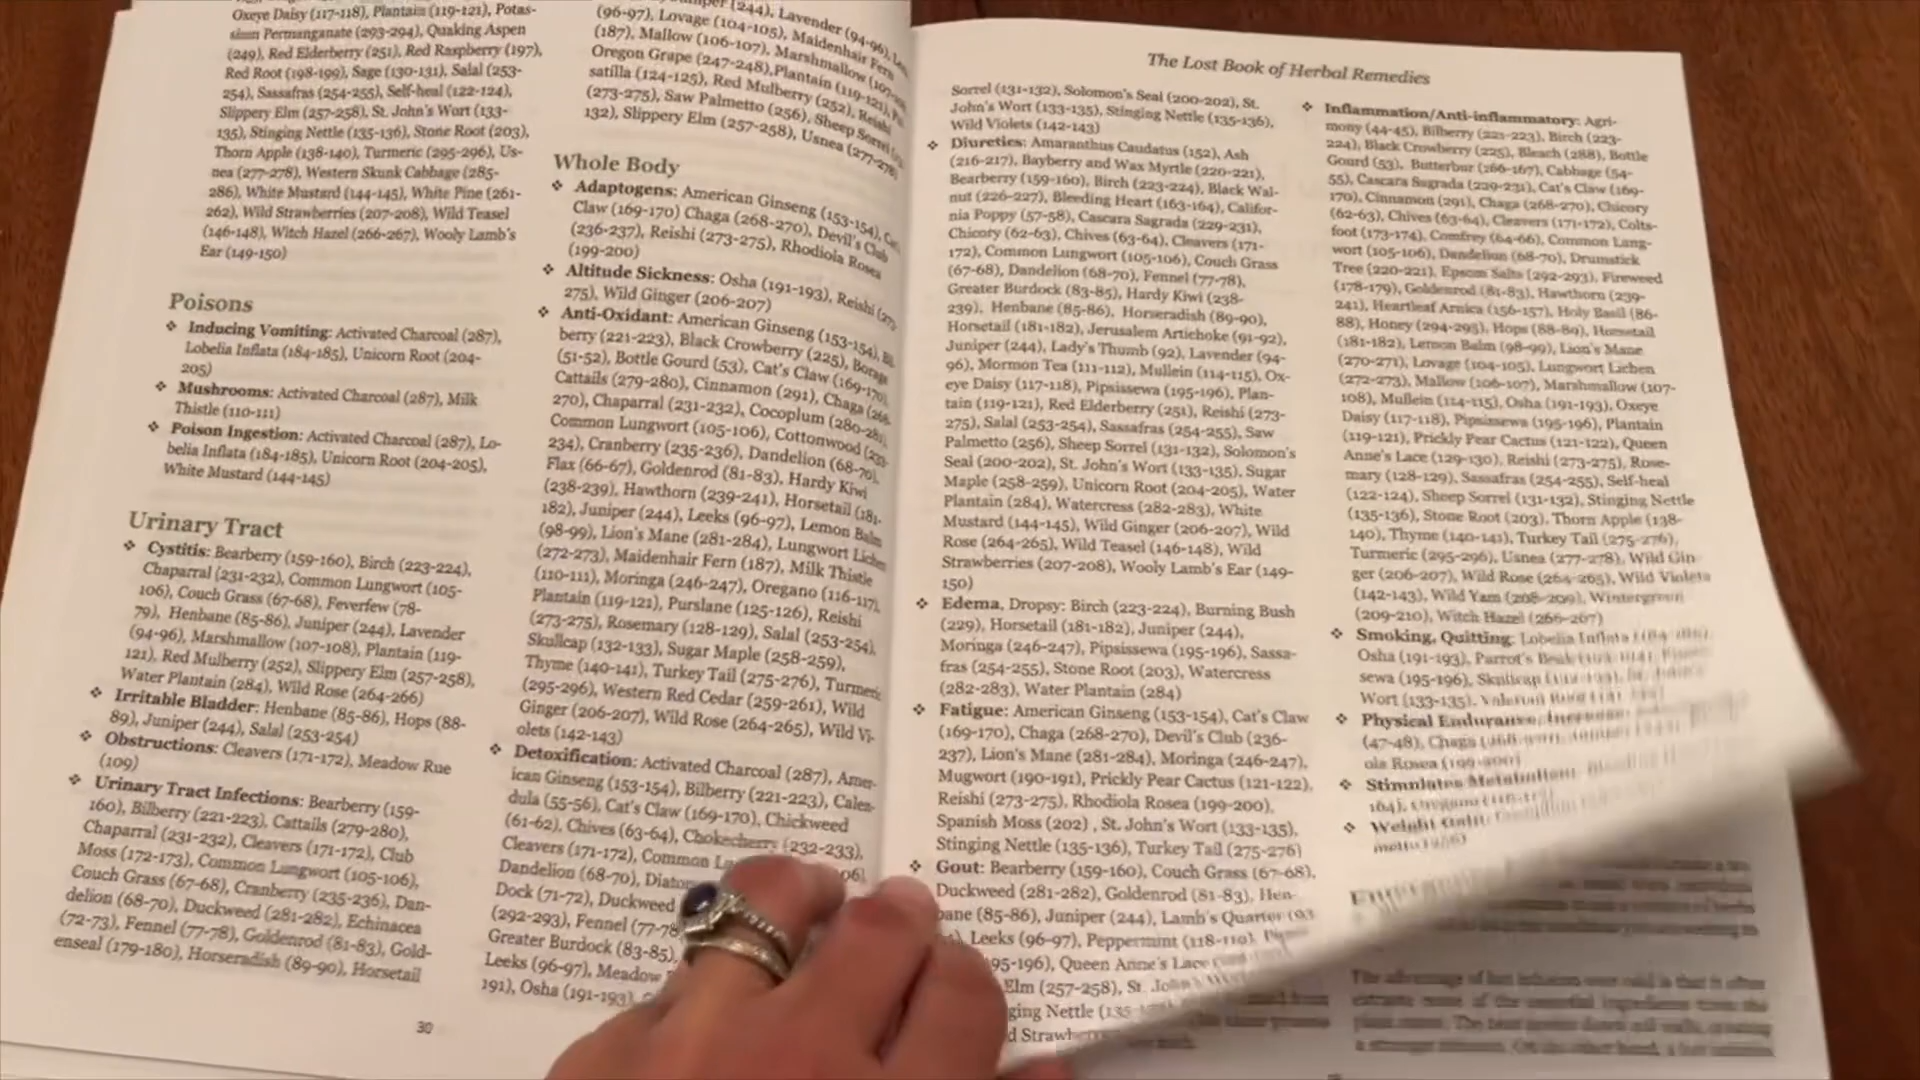 Oxeye Daisy (117-118), Plantain (119-121), Potas-
sium Permanganate (293-294), Quaking Aspen
(249), Red Elderberry (251), Red Raspberry (197),
Red Root (198-199), Sage (130-131), Salal (253-
254), Sassafras (254-255), Self-heal (122-124),
Slippery Elm (257-258), St. John's Wort (133-
135), Stinging Nettle (135-136), Stone Root (203),
Thorn Apple (138-140), Turmeric (295-296), Us-
nea (277-278), Western Skunk Cabbage (285-
286), White Mustard (144-145), White Pine (261-
262), Wild Strawberries (207-208), Wild Teasel
(146-148), Witch Hazel (266-267), Wooly Lamb's
Ear (149-150)
Poisons
❖ Inducing Vomiting: Activated Charcoal (287),
Lobelia Inflata (184-185), Unicorn Root (204-
205)
❖ Mushrooms: Activated Charcoal (287), Milk
Thistle (110-111)
❖ Poison Ingestion: Activated Charcoal (287), Lo-
belia Inflata (184-185), Unicorn Root (204-205),
White Mustard (144-145)
Urinary Tract
❖ Cystitis: Bearberry (159-160), Birch (223-224),
Chaparral (231-232), Common Lungwort (105-
106), Couch Grass (67-68), Feverfew (78-
79), Henbane (85-86), Juniper (244), Lavender
(94-96), Marshmallow (107-108), Plantain (119-
121), Red Mulberry (252), Slippery Elm (257-258),
Water Plantain (284), Wild Rose (264-266)
❖ Irritable Bladder: Henbane (85-86), Hops (88-
89), Juniper (244), Salal (253-254)
❖ Obstructions: Cleavers (171-172), Meadow Rue
(109)
❖ Urinary Tract Infections: Bearberry (159-
160), Bilberry (221-223), Cattails (279-280),
Chaparral (231-232), Cleavers (171-172), Club
Moss (172-173), Common Lungwort (105-106),
Couch Grass (67-68), Cranberry (235-236), Dan-
delion (68-70), Duckweed (281-282), Echinacea
(72-73), Fennel (77-78), Goldenrod (81-83), Gold-
enseal (179-180), Horseradish (89-90), Horsetail
30
(244), Lavender (94-96),
(96-97), Lovage (104-105), Maidenhair Fern
(187), Mallow (106-107), Marshmallow (107-
Oregon Grape (247-248), Plantain (119-121),
satilla (124-125), Red Mulberry (252), Reishi
(273-275), Saw Palmetto (256), Sheep Sorrel
132), Slippery Elm (257-258), Usnea (277-278)
Whole Body
❖ Adaptogens: American Ginseng (153-154),
Claw (169-170) Chaga (268-270), Devil's Club
(236-237), Reishi (273-275), Rhodiola Rosea
(199-200)
❖ Altitude Sickness: Osha (191-193), Reishi
275), Wild Ginger (206-207)
❖ Anti-Oxidant: American Ginseng (153-154),
berry (221-223), Black Crowberry (225), Borage
(51-52), Bottle Gourd (53), Cat's Claw (169-170),
Cattails (279-280), Cinnamon (291), Chaga (268-
270), Chaparral (231-232), Cocoplum (280-281),
Common Lungwort (105-106), Cottonwood
234), Cranberry (235-236), Dandelion (68-70),
Flax (66-67), Goldenrod (81-83), Hardy Kiwi
(238-239), Hawthorn (239-241), Horsetail (181-
182), Juniper (244), Leeks (96-97), Lemon Balm
(98-99), Lion's Mane (281-284), Lungwort Lichen
(272-273), Maidenhair Fern (187), Milk Thistle
(110-111), Moringa (246-247), Oregano (116-117),
Plantain (119-121), Purslane (125-126), Reishi
(273-275), Rosemary (128-129), Salal (253-254),
Skullcap (132-133), Sugar Maple (258-259),
Thyme (140-141), Turkey Tail (275-276), Turmeric
(295-296), Western Red Cedar (259-261), Wild
Ginger (206-207), Wild Rose (264-265), Wild Vi-
olets (142-143)
❖ Detoxification: Activated Charcoal (287), Amer-
ican Ginseng (153-154), Bilberry (221-223), Calen-
dula (55-56), Cat's Claw (169-170), Chickweed
(61-62), Chives (63-64), Chokecherry (232-233),
Cleavers (171-172), Common
Dandelion (68-70),
Dock (71-72), Duckweed
(292-293), Fennel (77-78
Greater Burdock (83-85),
Leeks (96-97), Meadow
191), Osha (191-193),
The Lost Book of Herbal Remedies
Sorrel (131-132), Solomon's Seal (200-202), St.
John's Wort (133-135), Stinging Nettle (135-136),
Wild Violets (142-143)
❖ Diuretics: Amaranthus Caudatus (152), Ash
(216-217), Bayberry and Wax Myrtle (220-221),
Bearberry (159-160), Birch (223-224), Black Wal-
nut (226-227), Bleeding Heart (163-164), Califor-
nia Poppy (57-58), Cascara Sagrada (229-231),
Chicory (62-63), Chives (63-64), Cleavers (171-
172), Common Lungwort (105-106), Couch Grass
(67-68), Dandelion (68-70), Fennel (77-78),
Greater Burdock (83-85), Hardy Kiwi (238-
239), Henbane (85-86), Horseradish (89-90),
Horsetail (181-182), Jerusalem Artichoke (91-92),
Juniper (244), Lady's Thumb (92), Lavender (94-
96), Mormon Tea (111-112), Mullein (114-115), Ox-
eye Daisy (117-118), Pipsissewa (195-196), Plan-
tain (119-121), Red Elderberry (251), Reishi (273-
275), Salal (253-254), Sassafras (254-255), Saw
Palmetto (256), Sheep Sorrel (131-132), Solomon's
Seal (200-202), St. John's Wort (133-135), Sugar
Maple (258-259), Unicorn Root (204-205), Water
Plantain (284), Watercress (282-283), White
Mustard (144-145), Wild Ginger (206-207), Wild
Rose (264-265), Wild Teasel (146-148), Wild
Strawberries (207-208), Wooly Lamb's Ear (149-
150)
❖ Edema, Dropsy: Birch (223-224), Burning Bush
(229), Horsetail (181-182), Juniper (244),
Moringa (246-247), Pipsissewa (195-196), Sassa-
fras (254-255), Stone Root (203), Watercress
(282-283), Water Plantain (284)
❖ Fatigue: American Ginseng (153-154), Cat's Claw
(169-170), Chaga (268-270), Devil's Club (236-
237), Lion's Mane (281-284), Moringa (246-247),
Mugwort (190-191), Prickly Pear Cactus (121-122),
Reishi (273-275), Rhodiola Rosea (199-200),
Spanish Moss (202) , St. John's Wort (133-135),
Stinging Nettle (135-136), Turkey Tail (275-276)
❖ Gout: Bearberry (159-160), Couch Grass (67-68),
Duckweed (281-282), Goldenrod (81-83), Hen-
bane (85-86), Juniper (244), Lamb's Quarter
Leeks (96-97), Peppermint (118-119),
95-196), Queen Anne's Lace
Elm (257-258), St. John's
ging Nettle (135-
d Strawberries
❖ Inflammation/Anti-inflammatory: Agri-
mony (44-45), Bilberry (221-223), Birch (223-
224), Black Crowberry (225), Bleach (288), Bottle
Gourd (53), Butterbur (166-167), Cabbage (54-
55), Cascara Sagrada (229-231), Cat's Claw (169-
170), Cinnamon (291), Chaga (268-270), Chicory
(62-63), Chives (63-64), Cleavers (171-172), Colts-
foot (173-174), Comfrey (64-66), Common Lung-
wort (105-106), Dandelion (68-70), Drumstick
Tree (220-221), Epsom Salts (292-293), Fireweed
(178-179), Goldenrod (81-83), Hawthorn (239-
241), Heartleaf Arnica (156-157), Holy Basil (86-
88), Honey (294-295), Hops (88-89), Horsetail
(181-182), Lemon Balm (98-99), Lion's Mane
(270-271), Lovage (104-105), Lungwort Lichen
(272-273), Mallow (106-107), Marshmallow (107-
108), Mullein (114-115), Osha (191-193), Oxeye
Daisy (117-118), Pipsissewa (195-196), Plantain
(119-121), Prickly Pear Cactus (121-122), Queen
Anne's Lace (129-130), Reishi (273-275), Rose-
mary (128-129), Sassafras (254-255), Self-heal
(122-124), Sheep Sorrel (131-132), Stinging Nettle
(135-136), Stone Root (203), Thorn Apple (138-
140), Thyme (140-141), Turkey Tail (275-276),
Turmeric (295-296), Usnea (277-278), Wild Gin-
ger (206-207), Wild Rose (264-265), Wild Violets
(142-143), Wild Yam (208-209), Wintergreen
(209-210), Witch Hazel (266-267)
❖ Smoking, Quitting: Lobelia Inflata
Osha (191-193), Parrot's Beak
sewa (195-196), Skullcap
Wort (133-135), Valerian Root
❖ Physical Endurance, Increase:
(47-48), Chaga
❖ Stimulates Metabolism:
❖ Weight Gain: